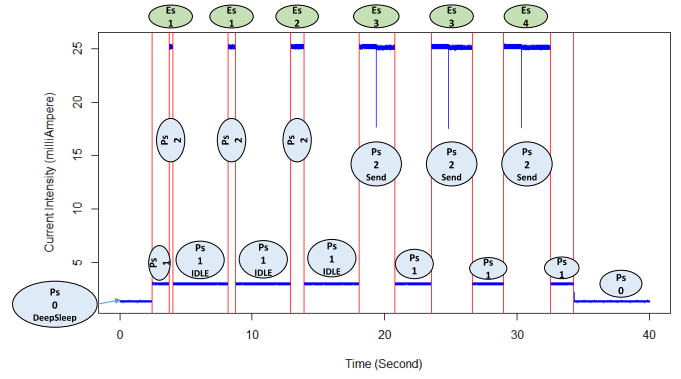 Es
1
Es
1
Es
2
Es
3
Es
3
Es
4
25
20
15
10
5
Current Intensity (milliAmpere)
Ps
2
Ps
2
Ps
2
Ps
2
Send
Ps
2
Send
Ps
2
Send
Ps
1
Ps
1
IDLE
Ps
1
IDLE
Ps
1
IDLE
Ps
1
Ps
1
Ps
1
Ps
0
Ps
0
DeepSleep
0
10
20
30
40
Time (Second)